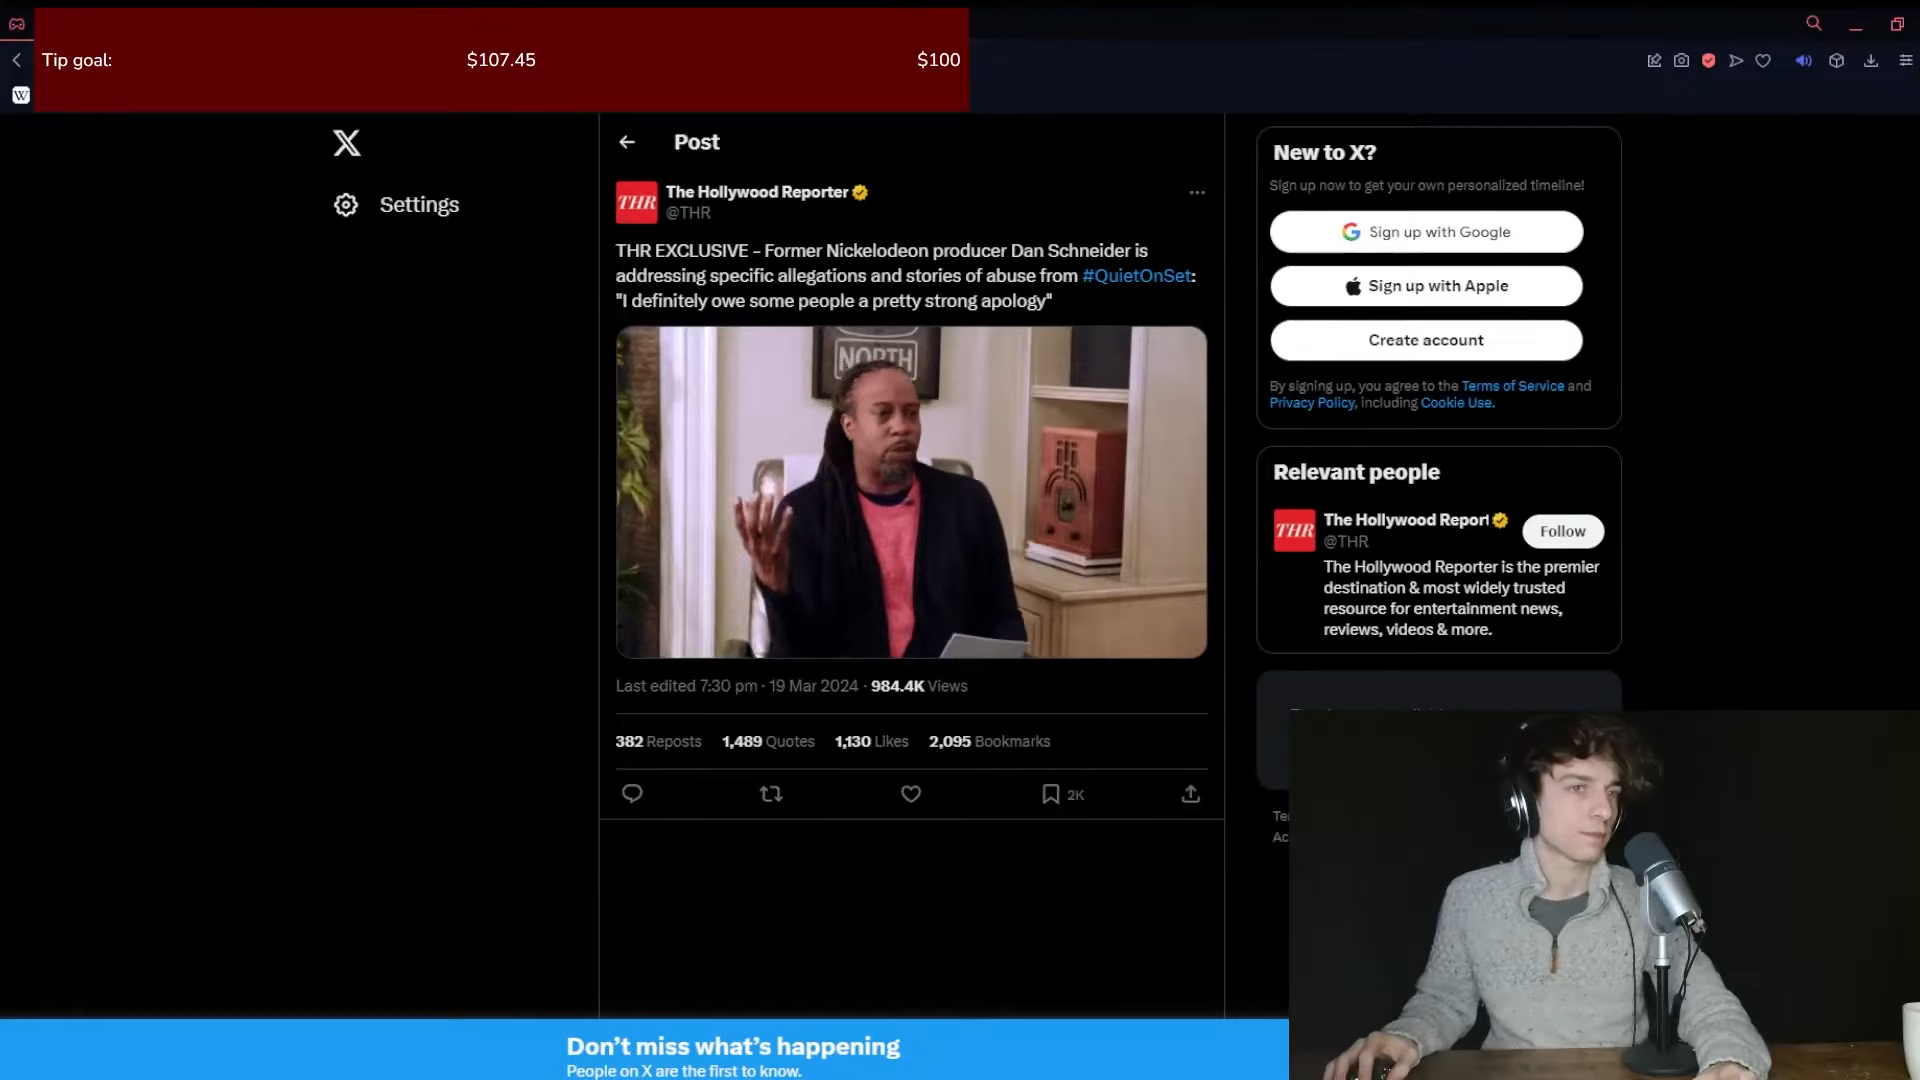 Tip goal:
$107.45
$100
W
X
Settings
Post
THR
The Hollywood Reporter
@THR
THR EXCLUSIVE - Former Nickelodeon producer Dan Schneider is
addressing specific allegations and stories of abuse from #QuietOnSet:
"I definitely owe some people a pretty strong apology"
NORTH
Last edited 7:30 pm · 19 Mar 2024 · 984.4K Views
382 Reposts 1,489 Quotes 1,130 Likes 2,095 Bookmarks
2K
New to X?
Sign up now to get your own personalized timeline!
Sign up with Google
Sign up with Apple
Create account
By signing up, you agree to the Terms of Service and
Privacy Policy, including Cookie Use.
Relevant people
THR
The Hollywood Report
@THR
Follow
The Hollywood Reporter is the premier
destination & most widely trusted
resource for entertainment news,
reviews, videos & more.
Don't miss what's happening
People on X are the first to know.